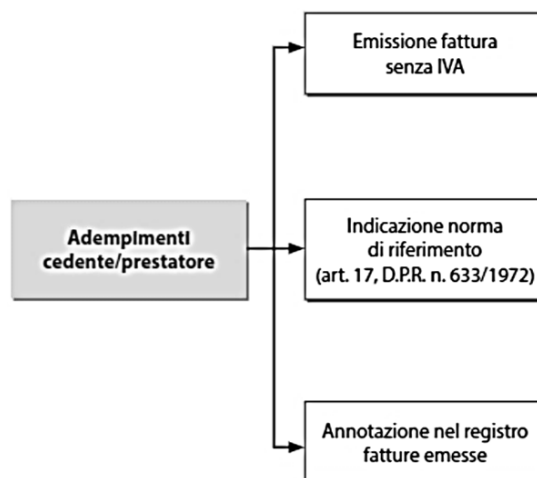 Emissione fattura
senza IVA
Adempimenti
cedente/prestatore
Indicazione norma
di riferimento
(art. 17, D.P.R. n. 633/1972)
Annotazione nel registro
fatture emesse